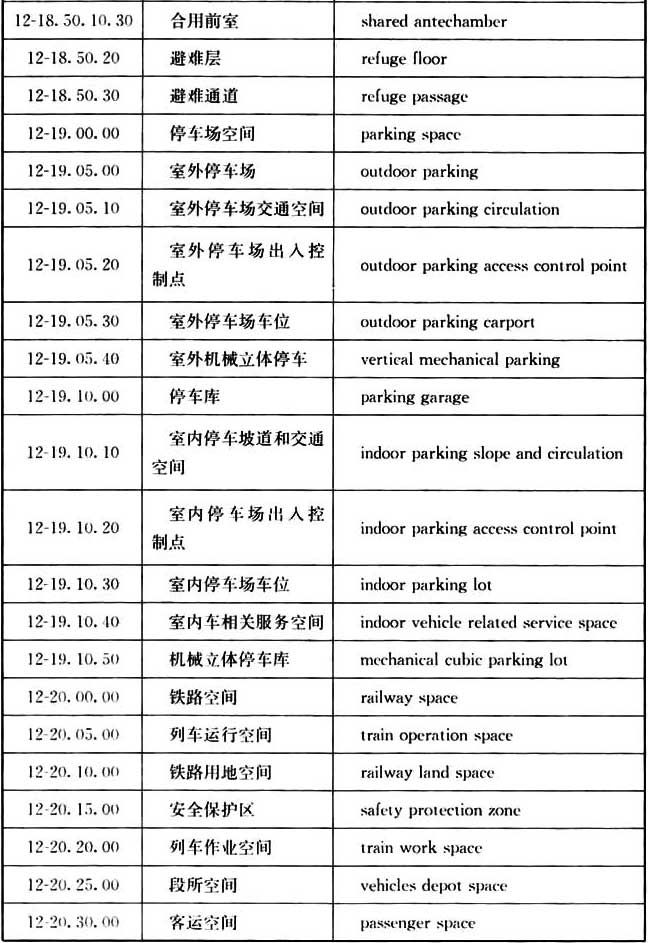 12-18.50.10.30 合用前室 shared antechamber
12-18.50.20 避难层 refuge floor
12-18.50.30 避难通道 refuge passage
12-19.00.00 停车场空间 parking space
12-19.05.00 室外停车场 outdoor parking
12-19.05.10 室外停车场交通空间 outdoor parking circulation
12-19.05.20 室外停车场出入控 outdoor parking access control point
制点
12-19.05.30 室外停车场车位 outdoor parking carport
12-19.05.40 室外机械立体停车 vertical mechanical parking
12-19.10.00 停车库 parking garage
12-19.10.10 室内停车坡道和交通 indoor parking slope and circulation
空间
12-19.10.20 室内停车场出入控 indoor parking access control point
制点
12-19.10.30 室内停车场车位 indoor parking lot
12-19.10.40 室内车相关服务空间 indoor vehicle related service space
12-19.10.50 机械立体停车库 mechanical cubic parking lot
12-20.00.00 铁路空间 railway space
12-20.05.00 列车运行空间 train operation space
12-20.10.00 铁路用地空间 railway land space
12-20.15.00 安全保护区 safety protection zone
12-20.20.00 列车作业空间 train work space
12-20.25.00 段所空间 vehicles depot space
12-20.30.00 客运空间 passenger space